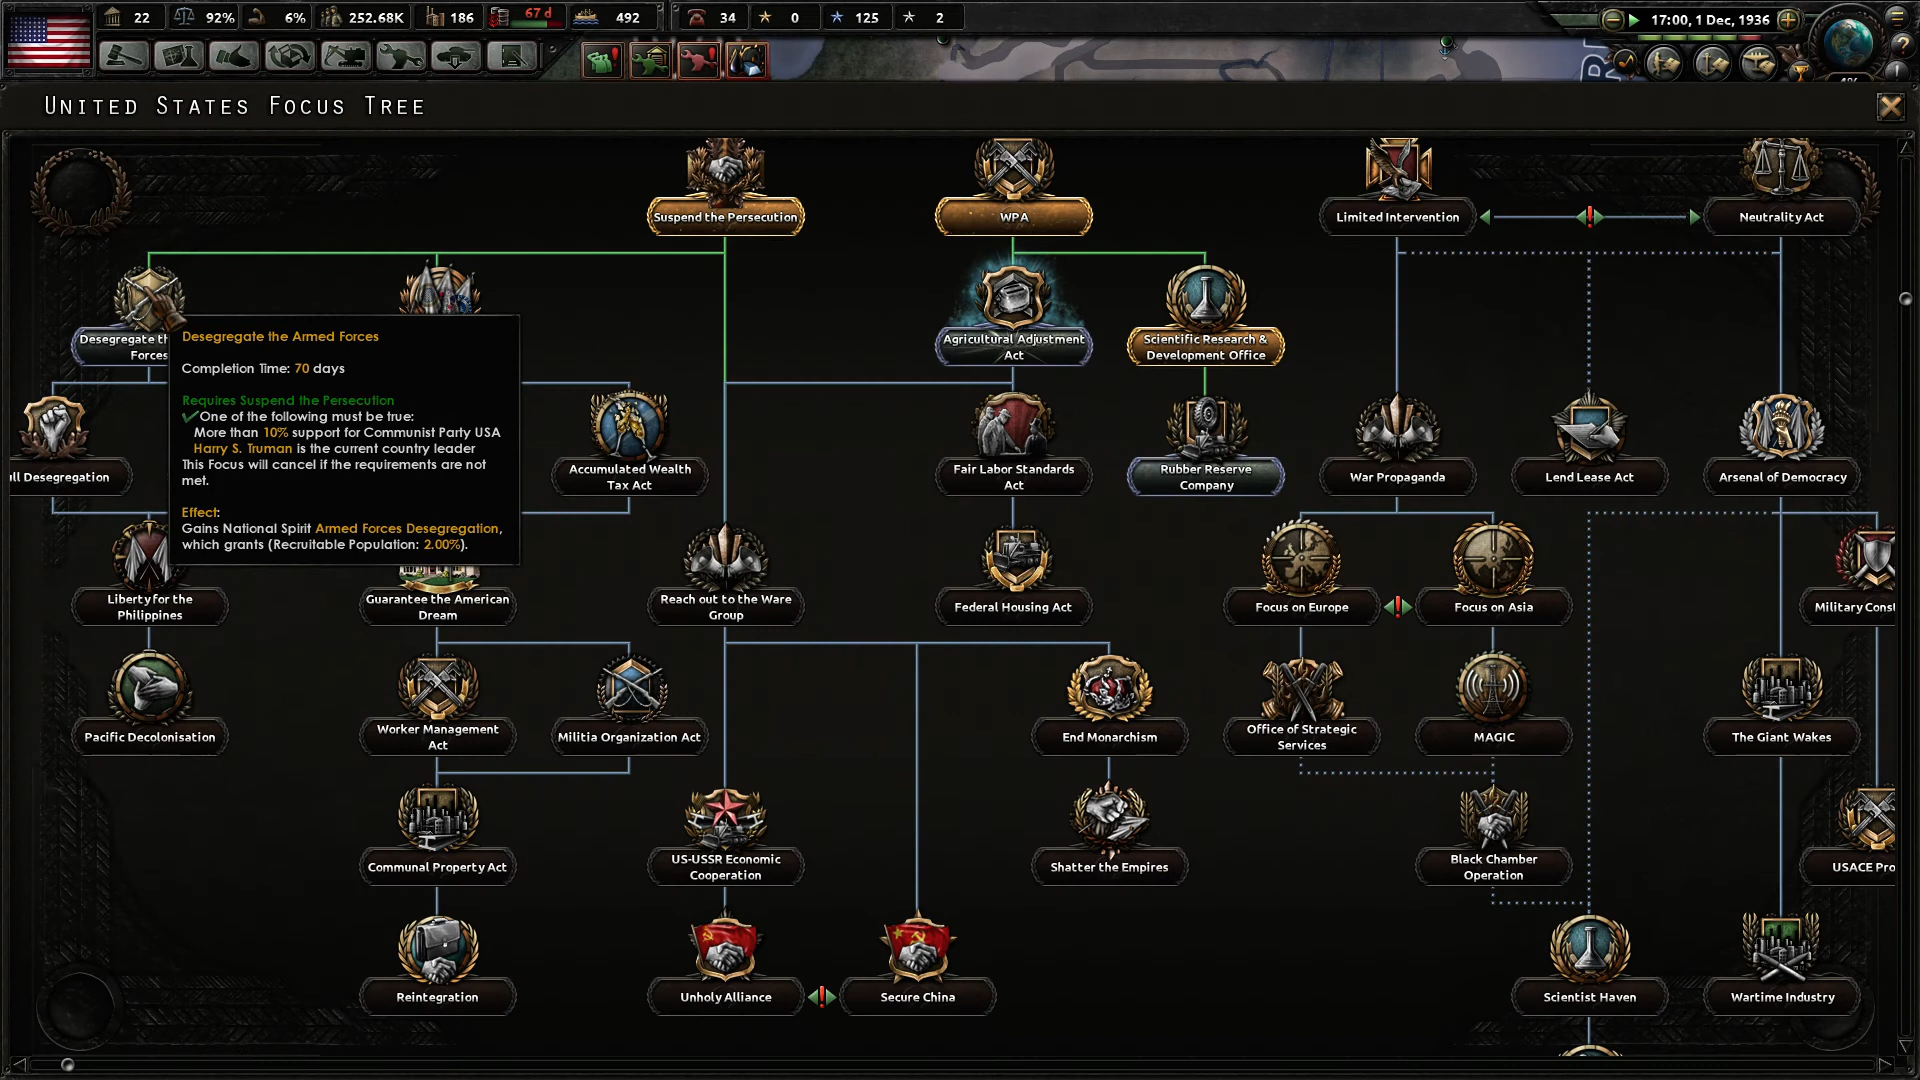 22
92%
6%
252.68K
186
67 d
492
34
0
125
2
17:00, 1 Dec, 1936
United States Focus Tree
Suspend the Persecution
WPA
Limited Intervention
Neutrality Act
Desegregate th
Forces
Agricultural Adjustment
Act
Scientific Research &
Development Office
Desegregate the Armed Forces
Completion Time: 70 days
Requires Suspend the Persecution
One of the following must be true:
More than 10% support for Communist Party USA
Harry S. Truman is the current country leader
This Focus will cancel if the requirements are not
met.
Effect:
Gains National Spirit Armed Forces Desegregation,
which grants (Recruitable Population: 2.00%).
ull Desegregation
Accumulated Wealth
Tax Act
Fair Labor Standards
Act
Rubber Reserve
Company
War Propaganda
Lend Lease Act
Arsenal of Democracy
Liberty for the
Philippines
Guarantee the American
Dream
Reach out to the Ware
Group
Federal Housing Act
Focus on Europe
Focus on Asia
Military Const
Pacific Decolonisation
Worker Management
Act
Militia Organization Act
End Monarchism
Office of Strategic
Services
MAGIC
The Giant Wakes
Communal Property Act
US-USSR Economic
Cooperation
Shatter the Empires
Black Chamber
Operation
USACE Pro
Reintegration
Unholy Alliance
Secure China
Scientist Haven
Wartime Industry